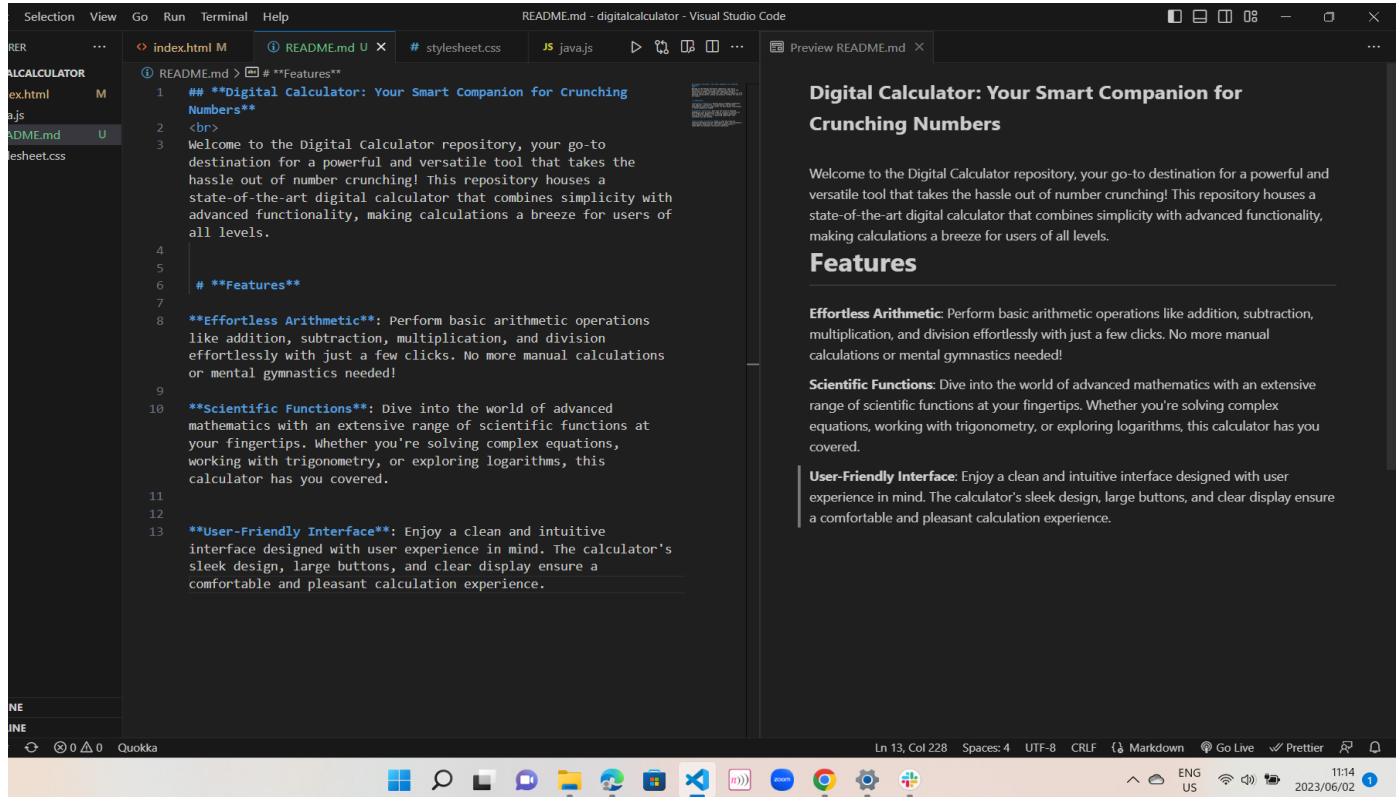 Selection View Go Run Terminal Help
README.md - digitalcalculator - Visual Studio Code
RER ...
ALCALCULATOR
ex.html M
a.js
ADME.md U
lesheet.css
NE
INE
<> index.html M
README.md U
# stylesheet.css
JS java.js
README.md > # **Features**
1 ## **Digital Calculator: Your Smart Companion for Crunching
Numbers**
2 <br>
3 Welcome to the Digital Calculator repository, your go-to
destination for a powerful and versatile tool that takes the
hassle out of number crunching! This repository houses a
state-of-the-art digital calculator that combines simplicity with
advanced functionality, making calculations a breeze for users of
all levels.
4
5
6 # **Features**
7
8 **Effortless Arithmetic**: Perform basic arithmetic operations
like addition, subtraction, multiplication, and division
effortlessly with just a few clicks. No more manual calculations
or mental gymnastics needed!
9
10 **Scientific Functions**: Dive into the world of advanced
mathematics with an extensive range of scientific functions at
your fingertips. Whether you're solving complex equations,
working with trigonometry, or exploring logarithms, this
calculator has you covered.
11
12
13 **User-Friendly Interface**: Enjoy a clean and intuitive
interface designed with user experience in mind. The calculator's
sleek design, large buttons, and clear display ensure a
comfortable and pleasant calculation experience.
Preview README.md
Digital Calculator: Your Smart Companion for
Crunching Numbers
Welcome to the Digital Calculator repository, your go-to destination for a powerful and
versatile tool that takes the hassle out of number crunching! This repository houses a
state-of-the-art digital calculator that combines simplicity with advanced functionality,
making calculations a breeze for users of all levels.
Features
Effortless Arithmetic: Perform basic arithmetic operations like addition, subtraction,
multiplication, and division effortlessly with just a few clicks. No more manual
calculations or mental gymnastics needed!
Scientific Functions: Dive into the world of advanced mathematics with an extensive
range of scientific functions at your fingertips. Whether you're solving complex
equations, working with trigonometry, or exploring logarithms, this calculator has you
covered.
User-Friendly Interface: Enjoy a clean and intuitive interface designed with user
experience in mind. The calculator's sleek design, large buttons, and clear display ensure
a comfortable and pleasant calculation experience.
0 0 Quokka
Ln 13, Col 228 Spaces: 4 UTF-8 CRLF Markdown Go Live Prettier
zoom
ENG
US
11:14
2023/06/02
1